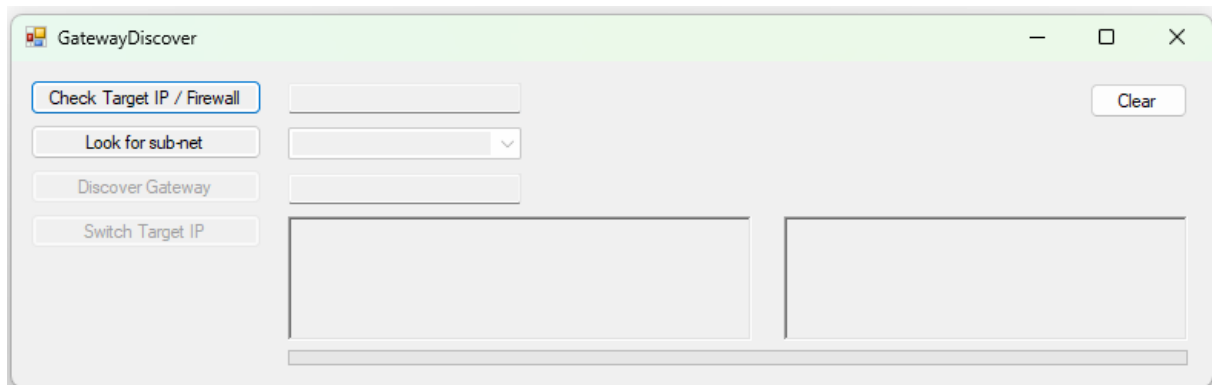 GatewayDiscover
Check Target IP / Firewall
Clear
Look for sub-net
Discover Gateway
Switch Target IP